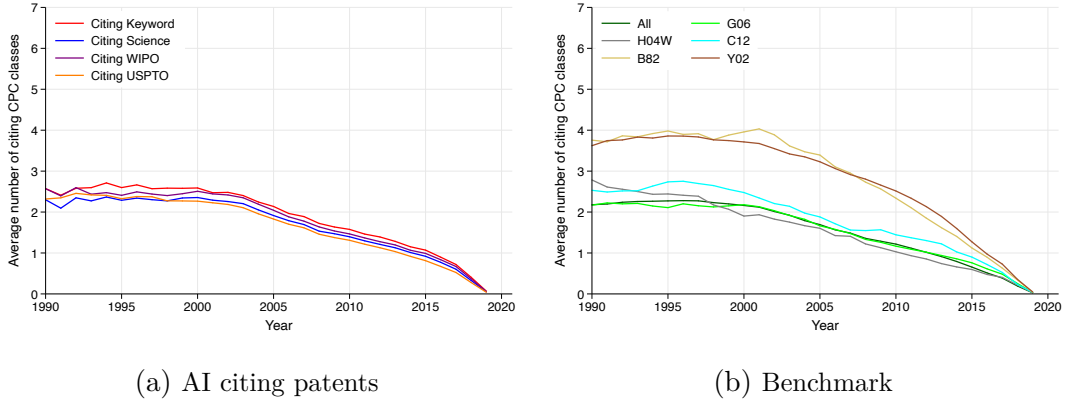 7
6
5
4
3
2
1
0
Average number of citing CPC classes
Citing Keyword
Citing Science
Citing WIPO
Citing USPTO
1990 1995 2000 2005 2010 2015 2020
Year
(a) AI citing patents
7
6
5
4
3
2
1
0
Average number of citing CPC classes
All G06
H04W C12
B82 Y02
1990 1995 2000 2005 2010 2015 2020
Year
(b) Benchmark